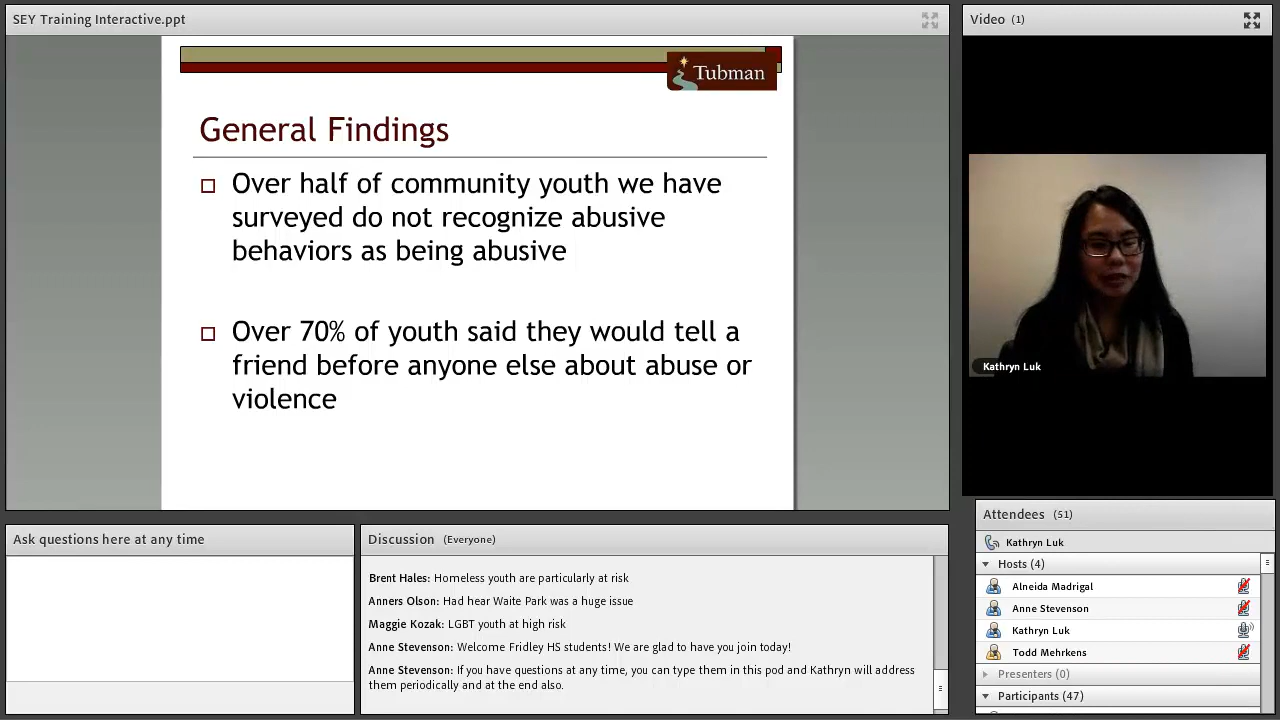 SEY Training Interactive.ppt
Tubman
General Findings
Over half of community youth we have
surveyed do not recognize abusive
behaviors as being abusive
Over 70% of youth said they would tell a
friend before anyone else about abuse or
violence
Video (1)
Kathryn Luk
Ask questions here at any time
Discussion (Everyone)
Brent Hales: Homeless youth are particularly at risk
Anners Olson: Had hear Waite Park was a huge issue
Maggie Kozak: LGBT youth at high risk
Anne Stevenson: Welcome Fridley HS students! We are glad to have you join today!
Anne Stevenson: If you have questions at any time, you can type them in this pod and Kathryn will address
them periodically and at the end also.
Attendees (51)
Kathryn Luk
Hosts (4)
Alneida Madrigal
Anne Stevenson
Kathryn Luk
Todd Mehrkens
Presenters (0)
Participants (47)